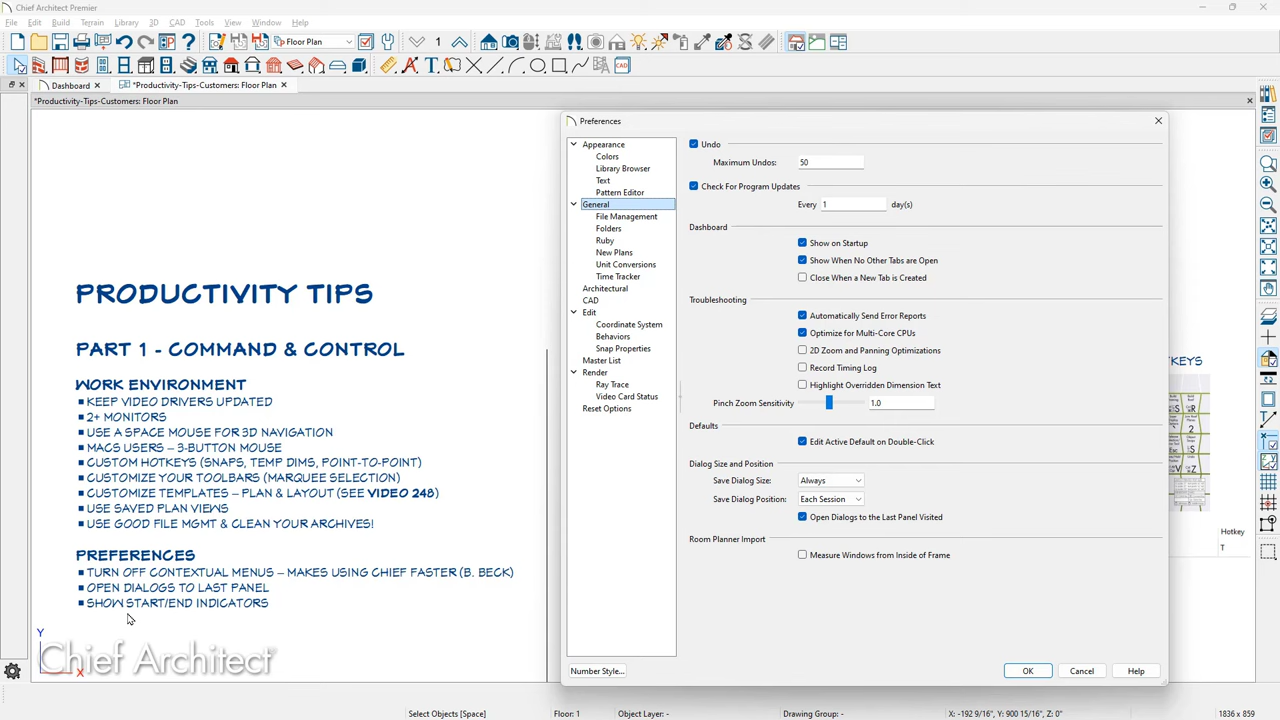 Chief Architect Premier
File Edit Build Terrain Library 3D CAD Tools View Window Help
Floor Plan 1
CAD
Dashboard *Productivity-Tips-Customers: Floor Plan
*Productivity-Tips-Customers: Floor Plan
PRODUCTIVITY TIPS
PART 1 - COMMAND & CONTROL
WORK ENVIRONMENT
KEEP VIDEO DRIVERS UPDATED
2+ MONITORS
USE A SPACE MOUSE FOR 3D NAVIGATION
MACS USERS – 3-BUTTON MOUSE
CUSTOM HOTKEYS (SNAPS, TEMP DIMS, POINT-TO-POINT)
CUSTOMIZE YOUR TOOLBARS (MARQUEE SELECTION)
CUSTOMIZE TEMPLATES – PLAN & LAYOUT (SEE VIDEO 248)
USE SAVED PLAN VIEWS
USE GOOD FILE MGMT & CLEAN YOUR ARCHIVES!
PREFERENCES
TURN OFF CONTEXTUAL MENUS – MAKES USING CHIEF FASTER (B. BECK)
OPEN DIALOGS TO LAST PANEL
SHOW START/END INDICATORS
Y
X
Chief Architect
Preferences
Appearance
Colors
Library Browser
Text
Pattern Editor
General
File Management
Folders
Ruby
New Plans
Unit Conversions
Time Tracker
Architectural
CAD
Edit
Coordinate System
Behaviors
Snap Properties
Master List
Render
Ray Trace
Video Card Status
Reset Options
Undo
Maximum Undos: 50
Check For Program Updates
Every 1 day(s)
Dashboard
Show on Startup
Show When No Other Tabs are Open
Close When a New Tab is Created
Troubleshooting
Automatically Send Error Reports
Optimize for Multi-Core CPUs
2D Zoom and Panning Optimizations
Record Timing Log
Highlight Overridden Dimension Text
Pinch Zoom Sensitivity 1.0
Defaults
Edit Active Default on Double-Click
Dialog Size and Position
Save Dialog Size: Always
Save Dialog Position: Each Session
Open Dialogs to the Last Panel Visited
Room Planner Import
Measure Windows from Inside of Frame
Number Style... OK Cancel Help
KEYS
S R
2
S
V Z
Hotkey
T
Select Objects [Space] Floor: 1 Object Layer: - Drawing Group: - X: -192 9/16", Y: 900 15/16", Z: 0" 1836 x 859